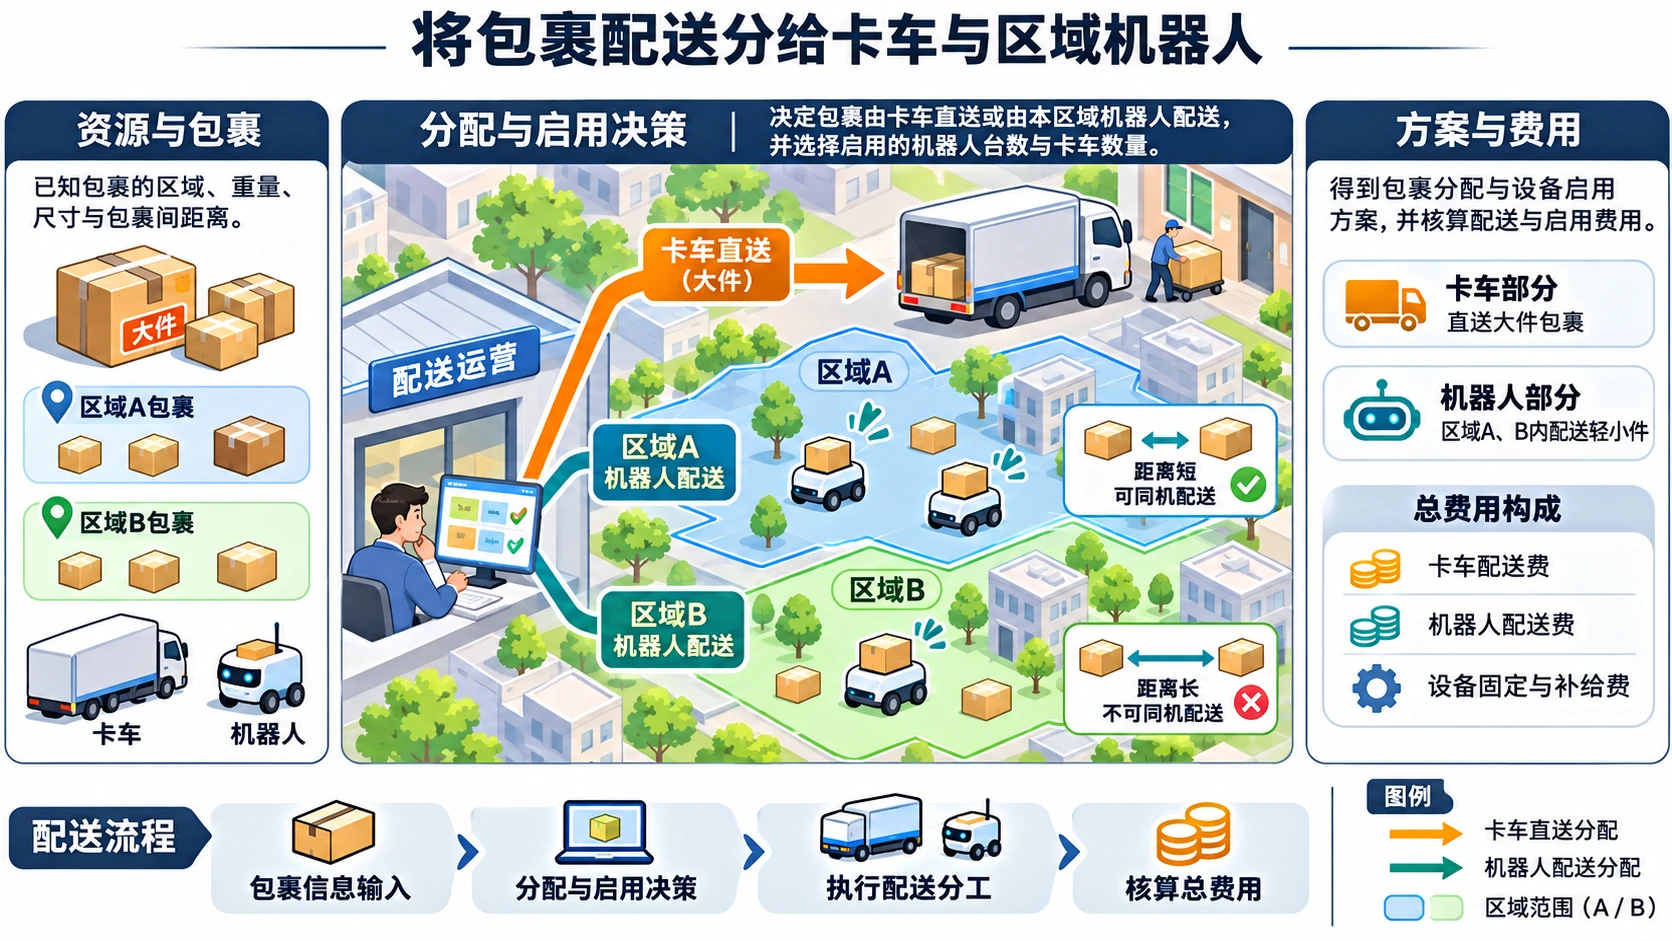 将包裹配送分给卡车与区域机器人
资源与包裹
已知包裹的区域、重量、
尺寸与包裹间距离。
大件
区域A包裹
区域B包裹
卡车
机器人
分配与启用决策
决定包裹由卡车直送或由本区域机器人配送，
并选择启用的机器人台数与卡车数量。
卡车直送
（大件）
配送运营
区域A
区域A
机器人配送
距离短
可同机配送
区域B
区域B
机器人配送
距离长
不可同机配送
方案与费用
得到包裹分配与设备启用
方案，并核算配送与启用费用。
卡车部分
直送大件包裹
机器人部分
区域A、B内配送轻小件
总费用构成
卡车配送费
机器人配送费
设备固定与补给费
配送流程
包裹信息输入
分配与启用决策
执行配送分工
核算总费用
图例
卡车直送分配
机器人配送分配
区域范围（A / B）